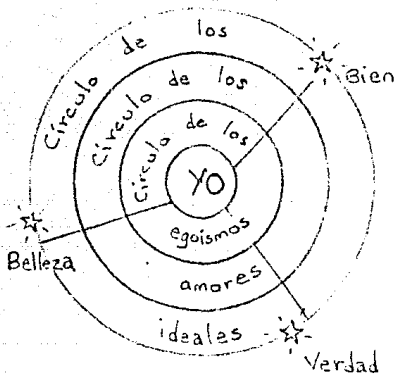 Círculo de los ideales
Bien
Círculo de los amores
Círculo de los egoísmos
YO
Belleza
Verdad